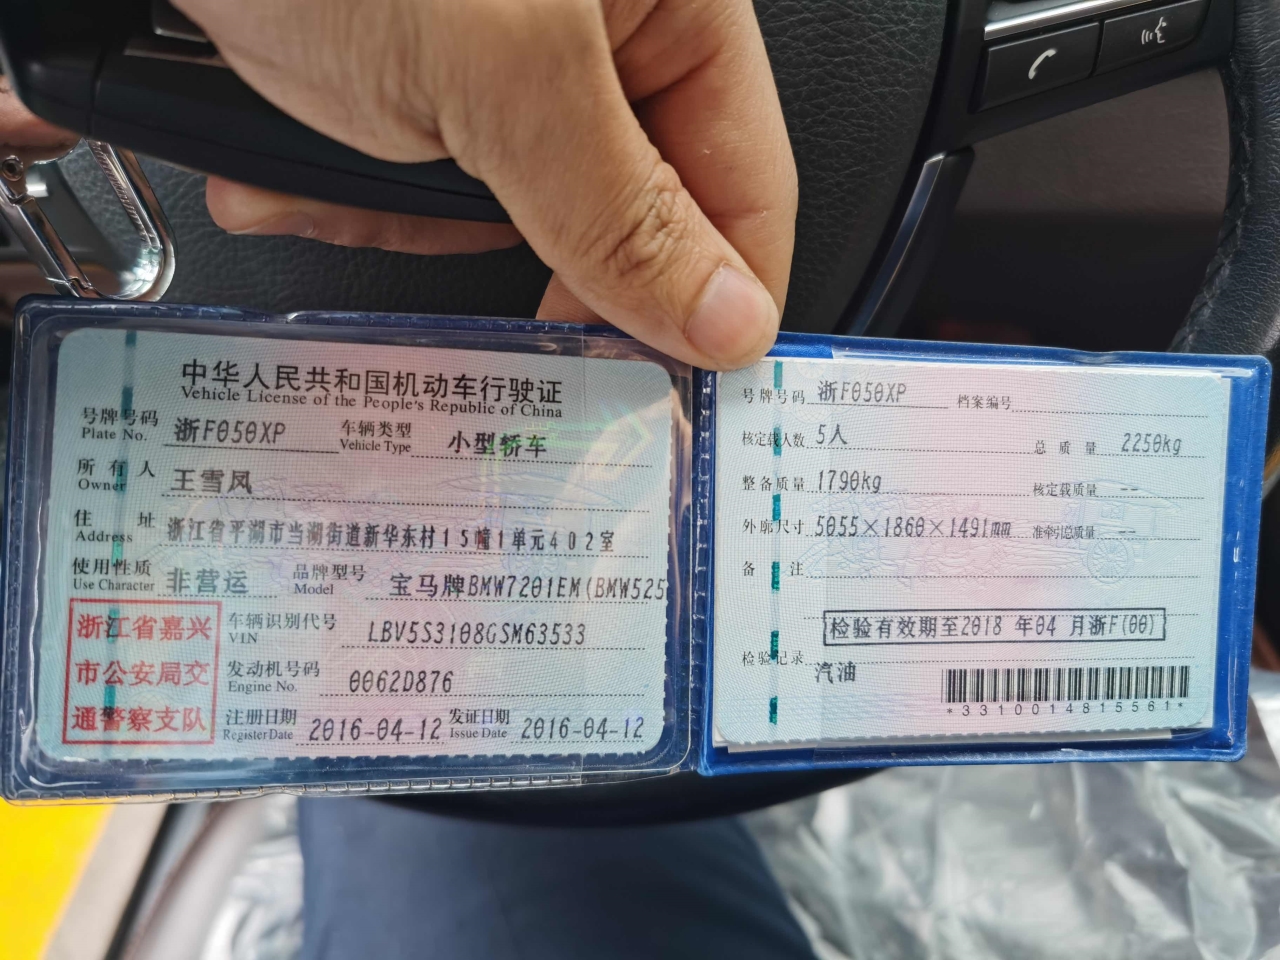 中华人民共和国机动车行驶证
Vehicle License of the People's Republic of China
号牌号码 浙F050XP 车辆类型 小型轿车
Plate No. Vehicle Type
所有人 王雪凤
Owner
住址 浙江省平湖市当湖街道新华东村15幢1单元402室
Address
使用性质 非营运 品牌型号 宝马牌BMW7201EM(BMW525
Use Character Model
浙江省嘉兴
市公安局交
通警察支队
车辆识别代号 LBV5S3108GSM63533
VIN
发动机号码 0062D876
Engine No.
注册日期 2016-04-12 发证日期 2016-04-12
Register Date Issue Date
号牌号码 浙F050XP 档案编号
核定载人数 5人 总质量 2250kg
整备质量 1790kg 核定载质量 --
外廓尺寸 5055×1860×1491mm 准牵引总质量 --
备注
检验有效期至2018 年04 月浙F(00)
检验记录
汽油
*3310014815561*